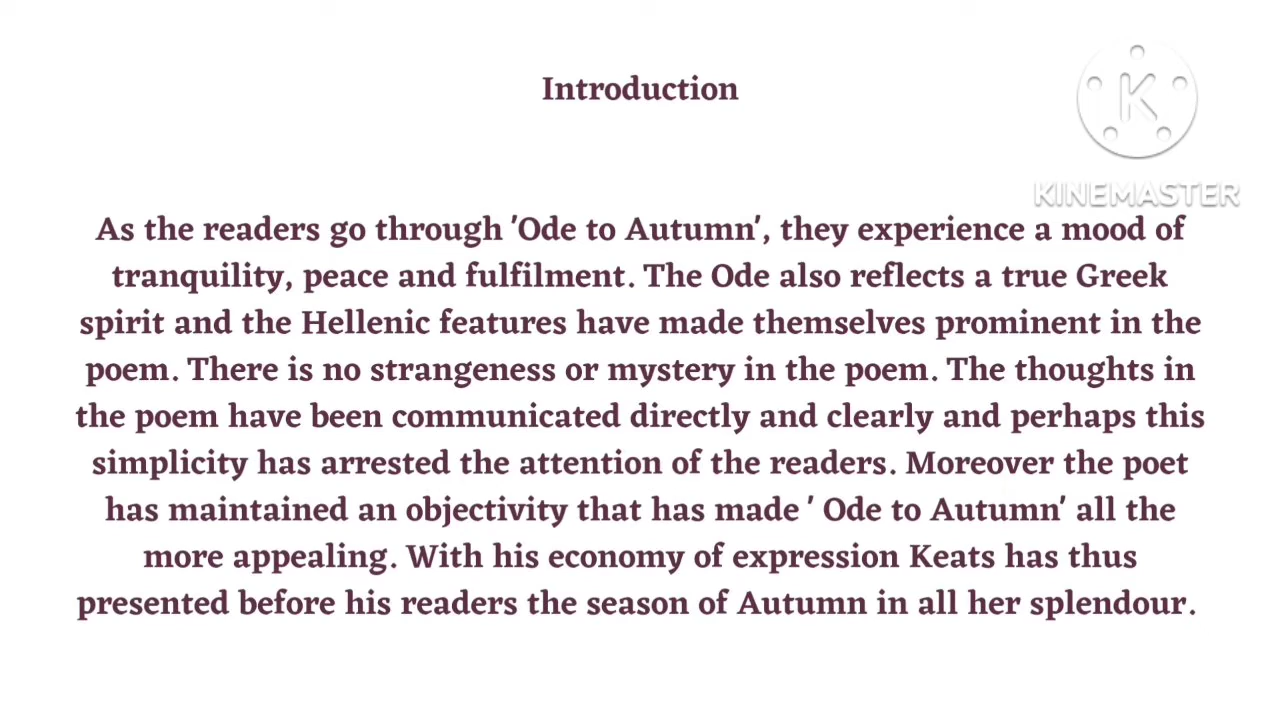 Introduction
K
KINEMASTER
As the readers go through 'Ode to Autumn', they experience a mood of
tranquility, peace and fulfilment. The Ode also reflects a true Greek
spirit and the Hellenic features have made themselves prominent in the
poem. There is no strangeness or mystery in the poem. The thoughts in
the poem have been communicated directly and clearly and perhaps this
simplicity has arrested the attention of the readers. Moreover the poet
has maintained an objectivity that has made ' Ode to Autumn' all the
more appealing. With his economy of expression Keats has thus
presented before his readers the season of Autumn in all her splendour.